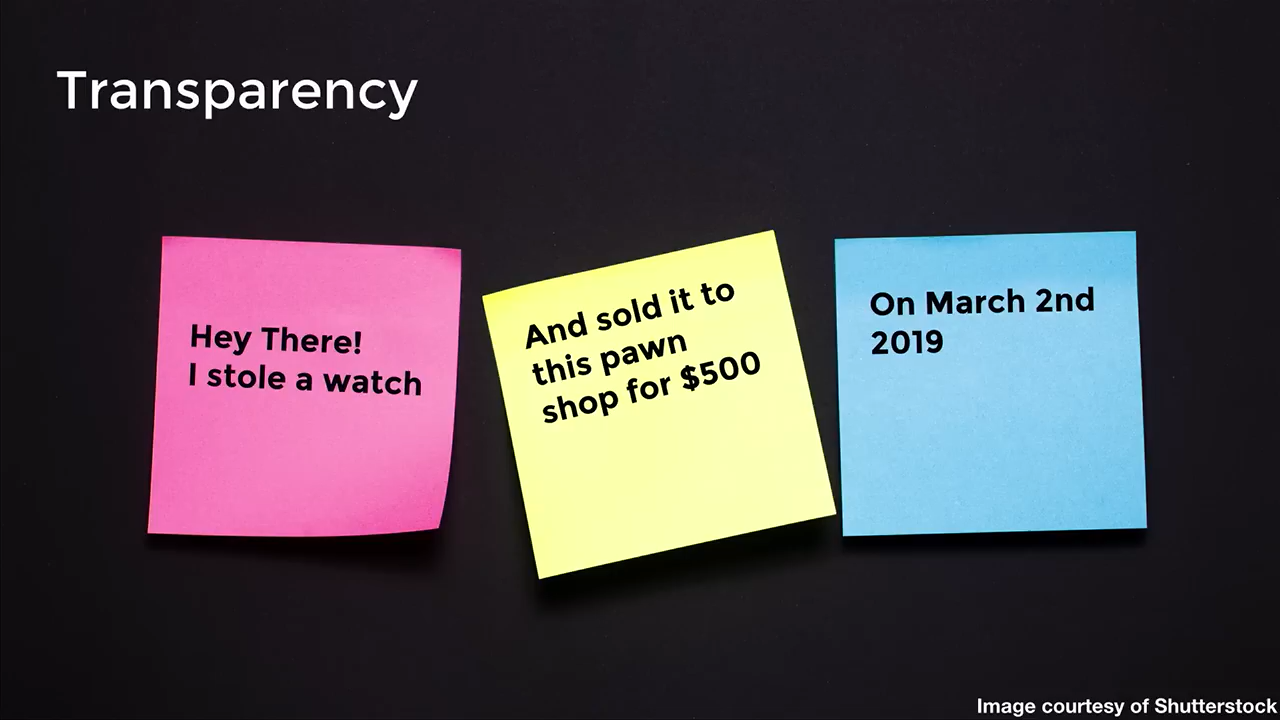 Transparency
Hey There!
I stole a watch
And sold it to
this pawn
shop for $500
On March 2nd
2019
Image courtesy of Shutterstock